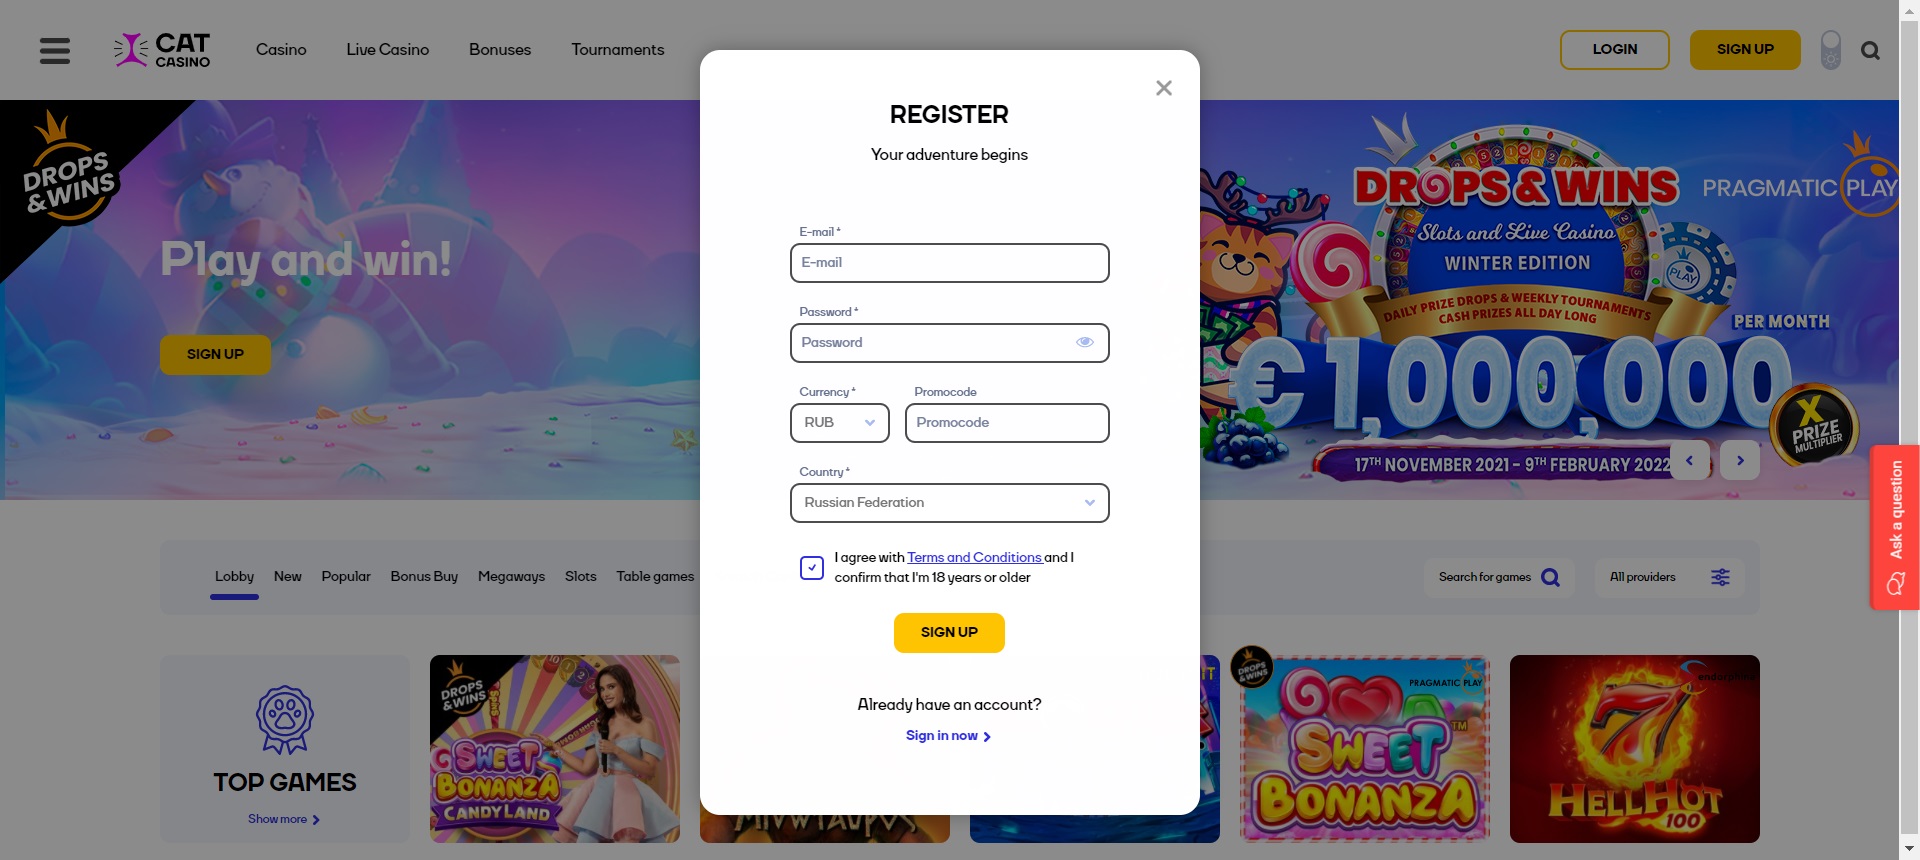 CAT
CASINO
Casino
Live Casino
Bonuses
Tournaments
LOGIN
SIGN UP
DROPS
& WINS
Play and win!
SIGN UP
DROPS & WINS
PRAGMATIC PLAY
Slots and Live Casino
WINTER EDITION
PLAY
DAILY PRIZE DROPS & WEEKLY TOURNAMENTS
CASH PRIZES ALL DAY LONG
PER MONTH
€1,000,000
X
PRIZE
MULTIPLIER
17TH NOVEMBER 2021 - 9TH FEBRUARY 2022
REGISTER
Your adventure begins
E-mail *
E-mail
Password *
Password
Currency *
Promocode
RUB
Promocode
Country *
Russian Federation
I agree with Terms and Conditions and I
confirm that I'm 18 years or older
SIGN UP
Already have an account?
Sign in now
Ask a question
Lobby
New
Popular
Bonus Buy
Megaways
Slots
Table games
Search for games
All providers
TOP GAMES
Show more
DROPS
& WINS
SWEET
BONANZA
CANDYLAND
DROPS
& WINS
PRAGMATIC PLAY
SWEET
BONANZA
TM
endorphina
7
HELL HOT
100